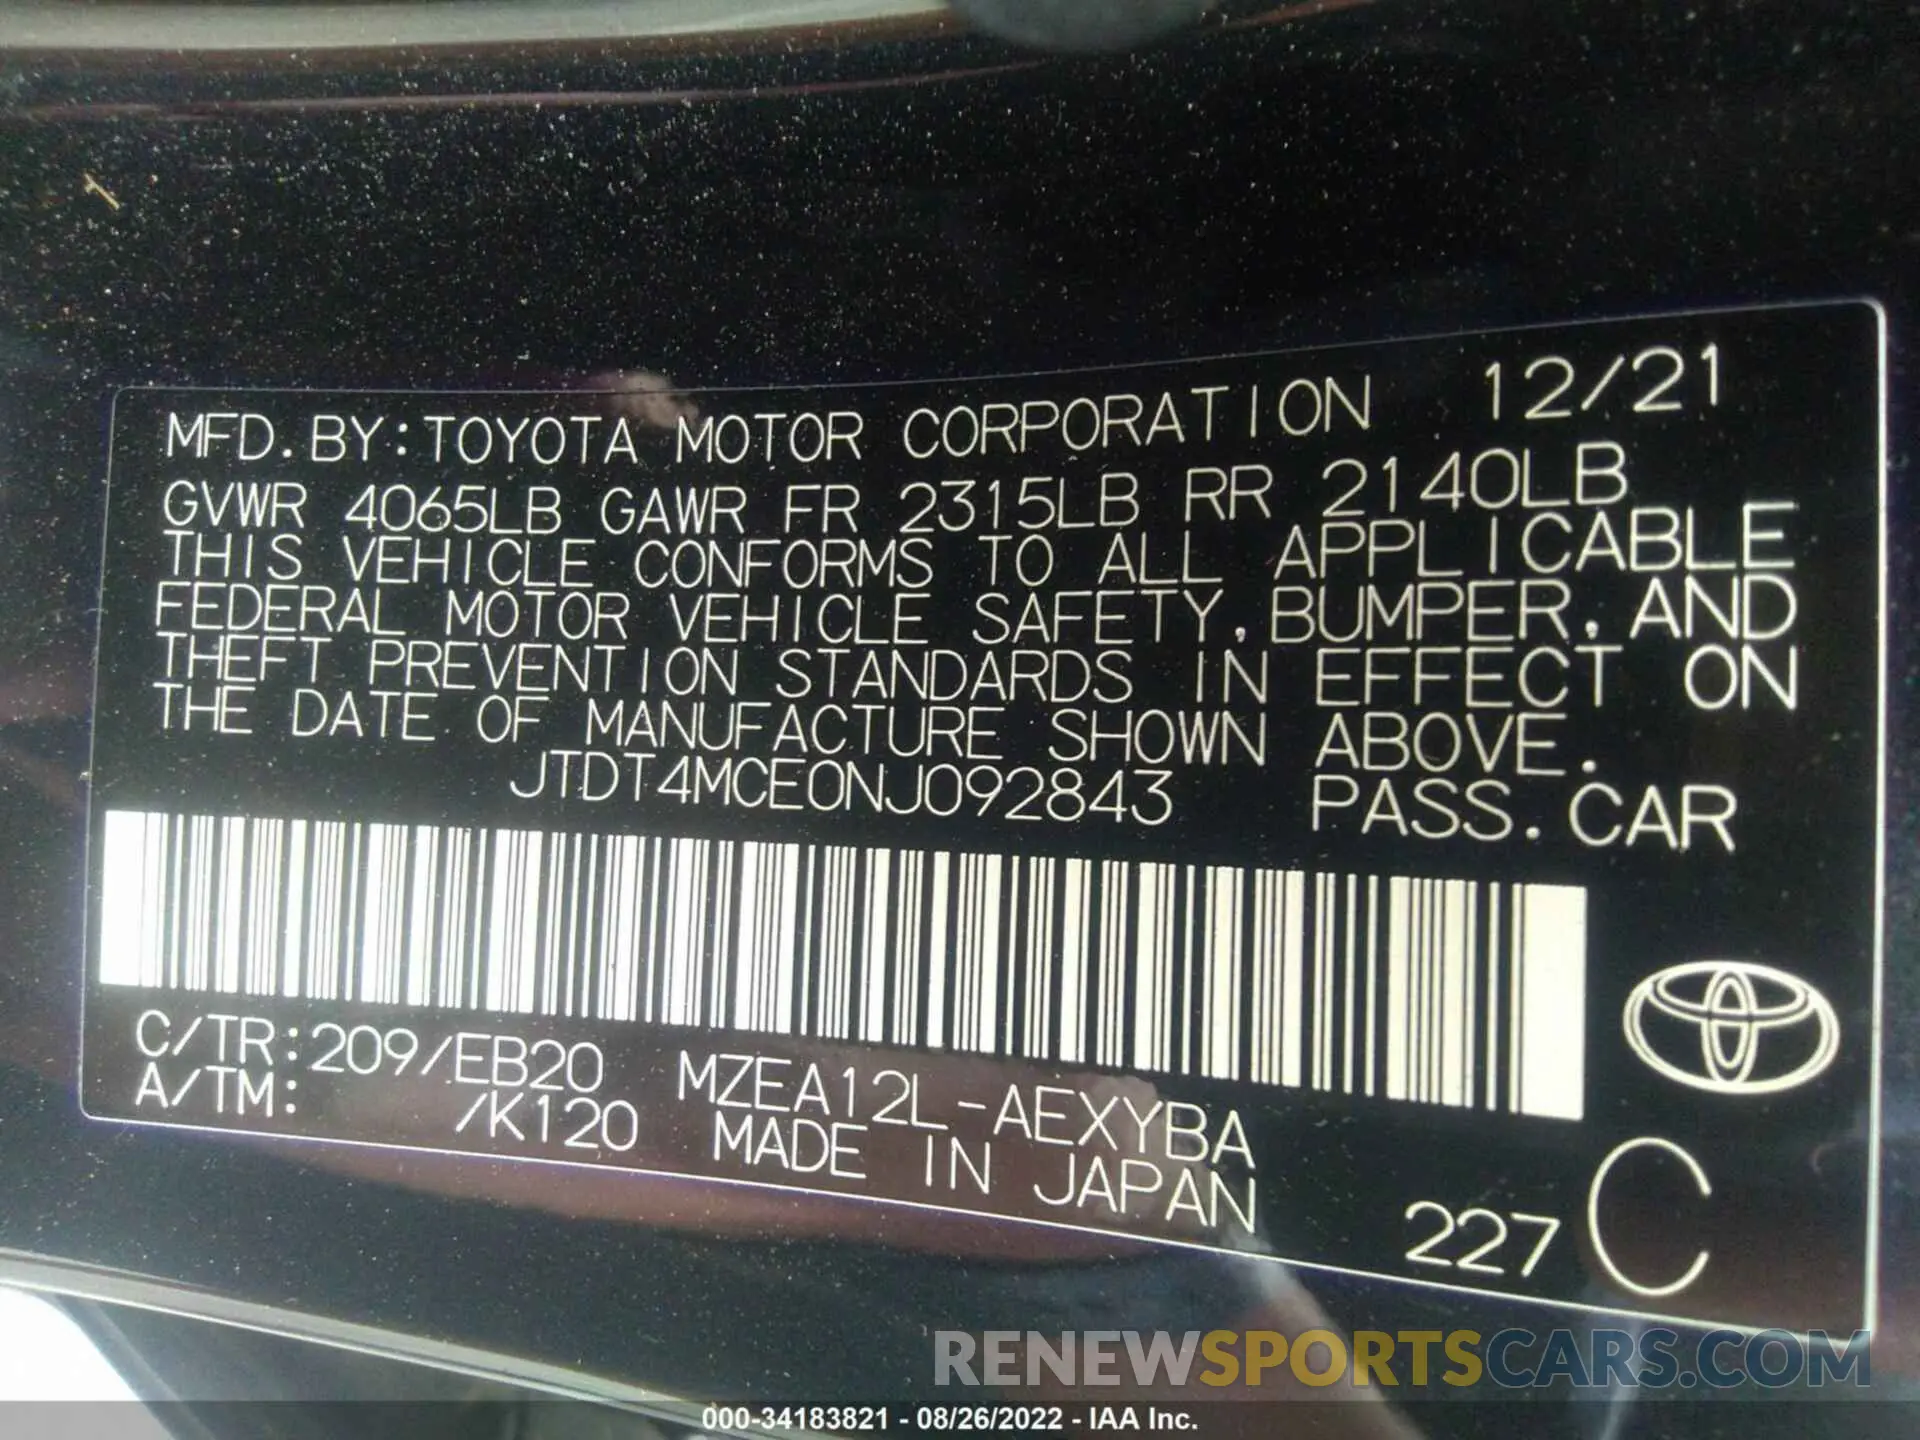 MFD. BY: TOYOTA MOTOR CORPORATION 12/21
GVWR 4065LB GAWR FR 2315LB RR 2140LB
THIS VEHICLE CONFORMS TO ALL APPLICABLE
FEDERAL MOTOR VEHICLE SAFETY, BUMPER, AND
THEFT PREVENTION STANDARDS IN EFFECT ON
THE DATE OF MANUFACTURE SHOWN ABOVE.
JTDT4MCE0NJ092843 PASS. CAR
C/TR: 209/EB20 MZEA12L-AEXYBA
A/TM: /K120 MADE IN JAPAN
227 C
RENEWSPORTSCARS.COM
000-34183821 - 08/26/2022 - IAA Inc.